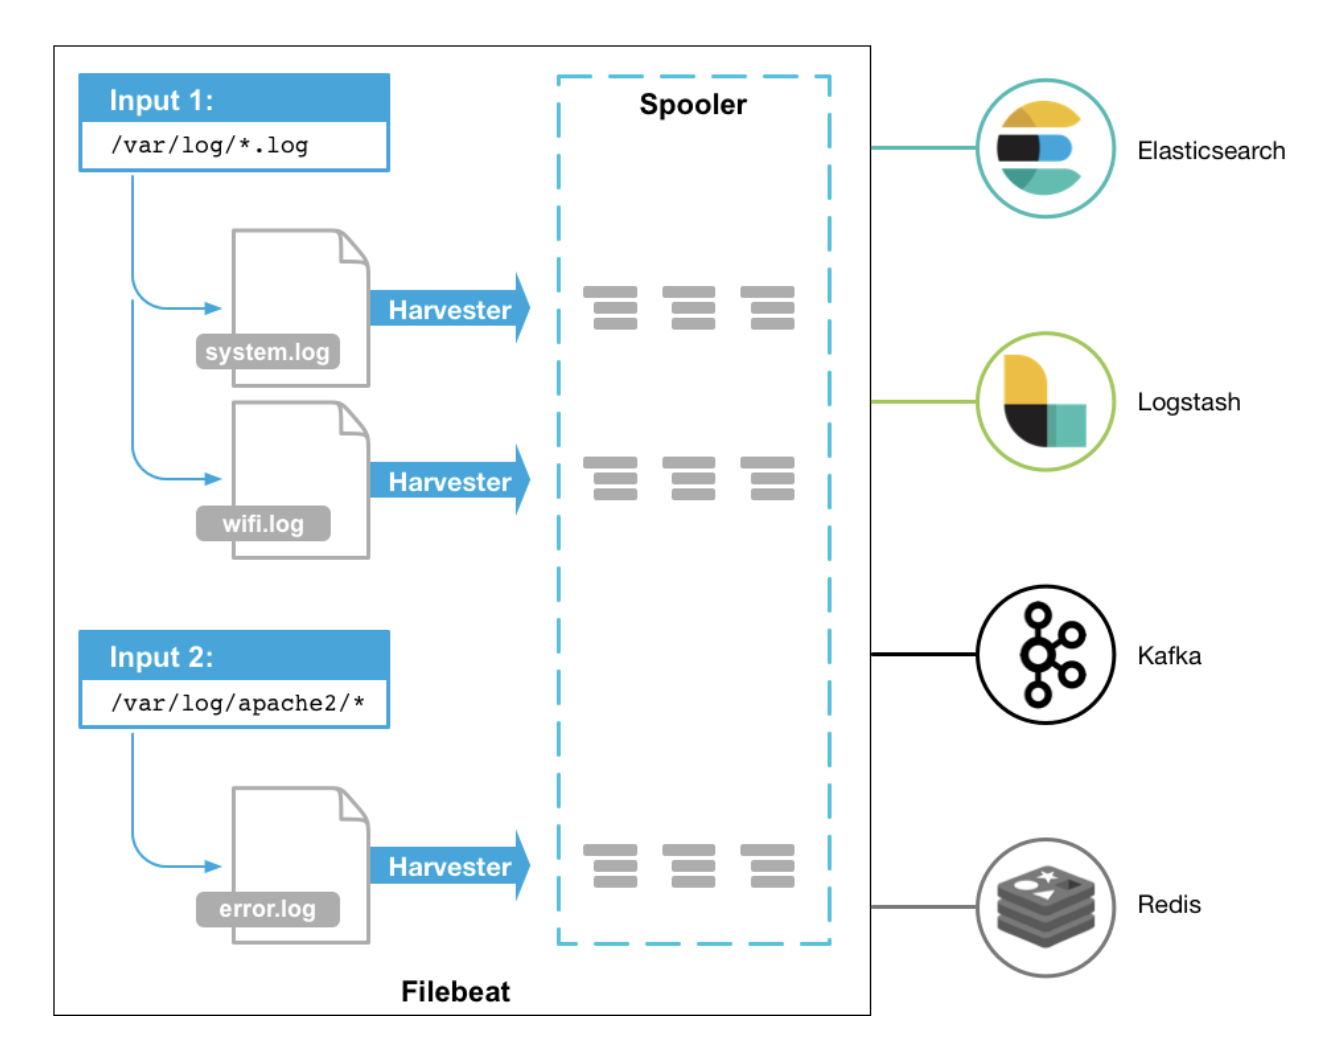 Input 1:
/var/log/*.log
Spooler
Harvester
system.log
Harvester
wifi.log
Input 2:
/var/log/apache2/*
Harvester
error.log
Filebeat
Elasticsearch
Logstash
Kafka
Redis